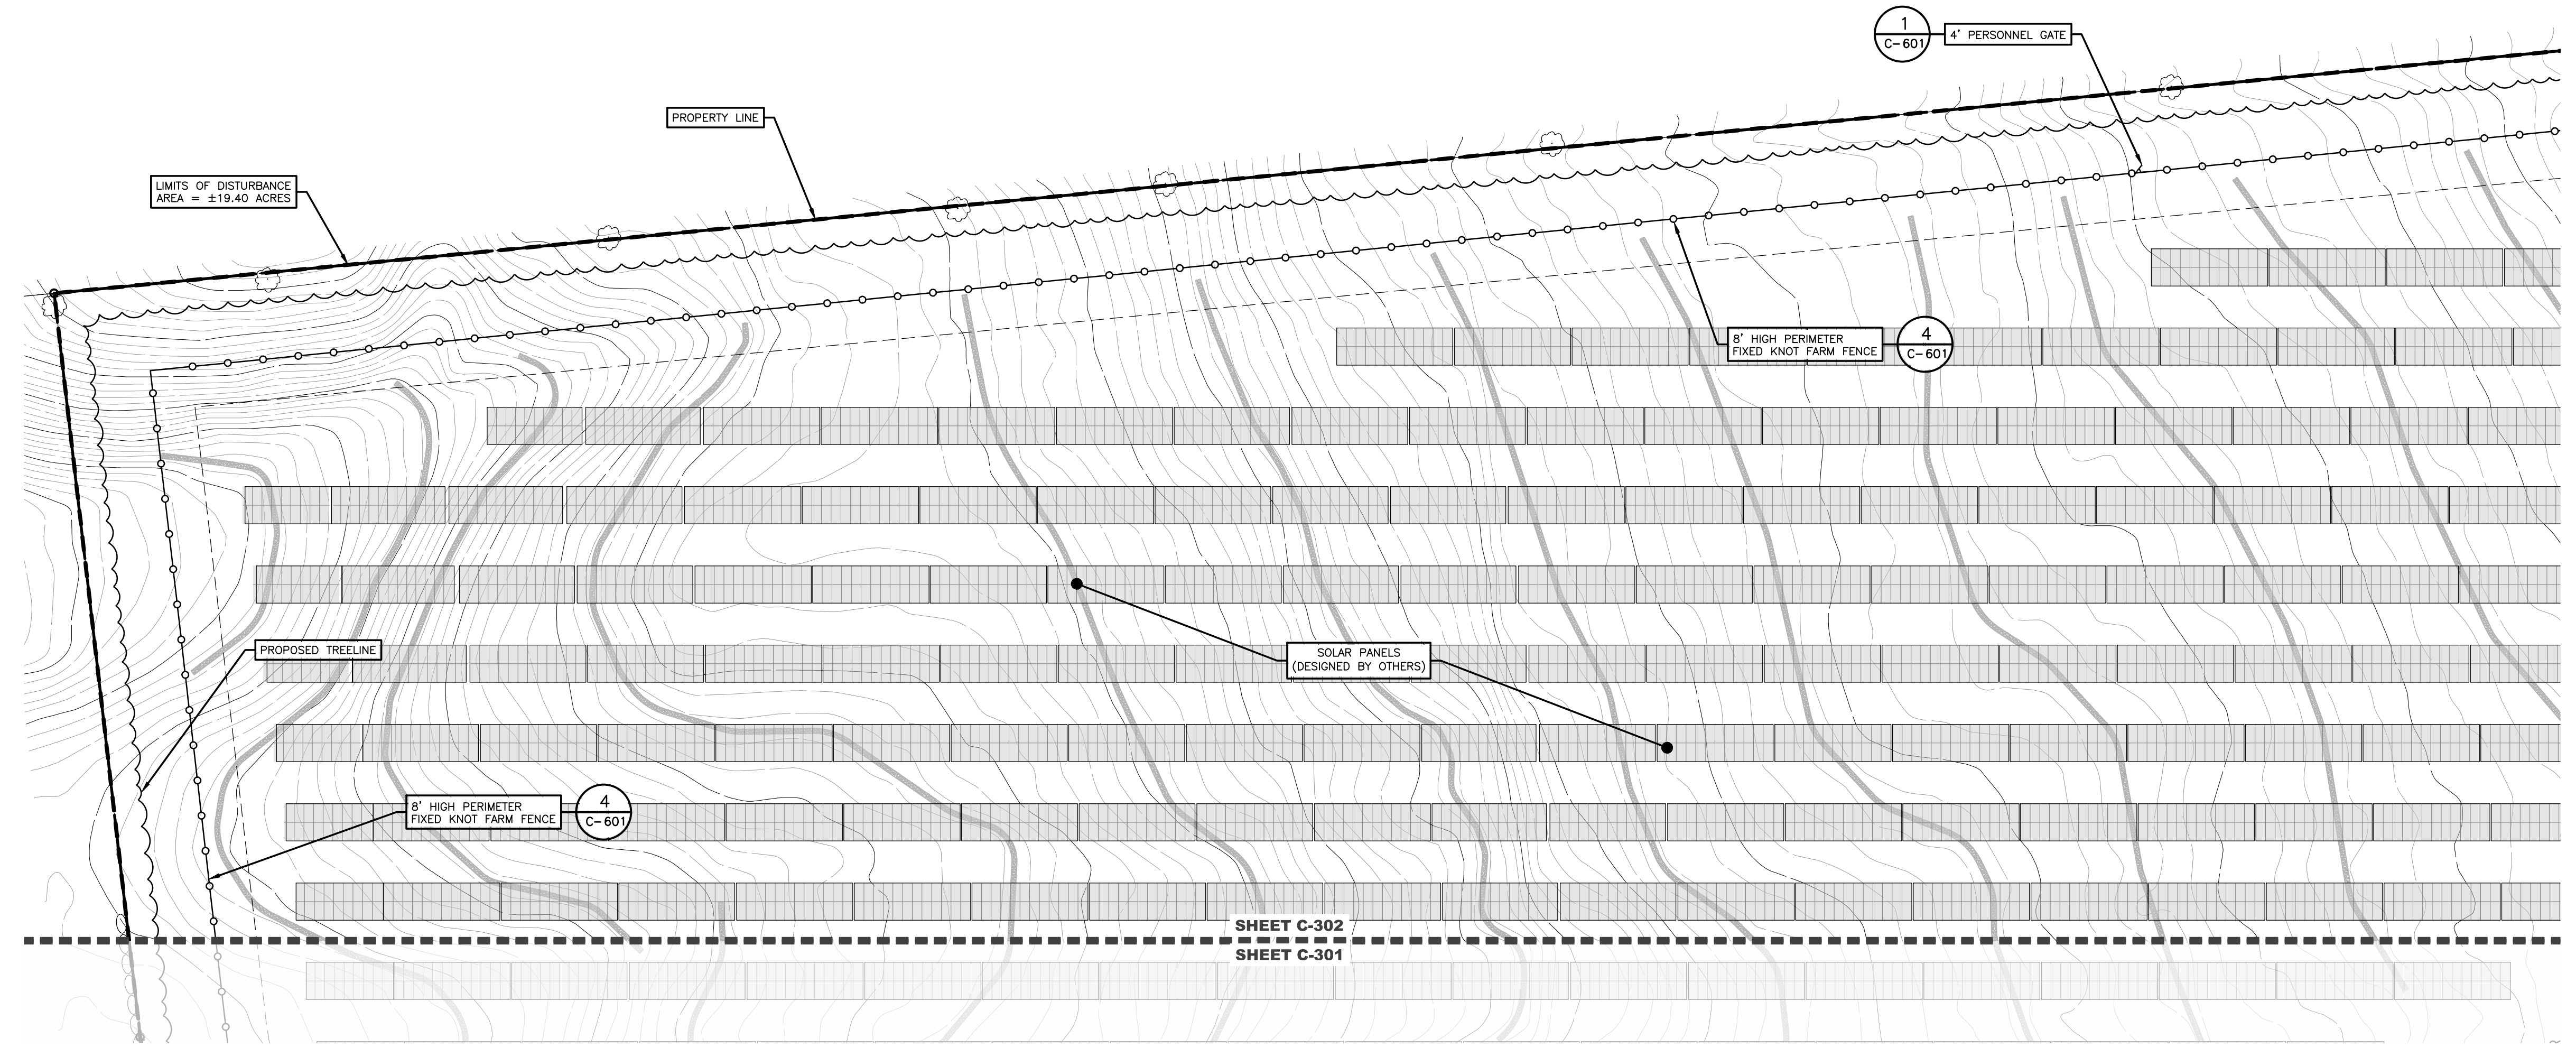 1
C-601
4' PERSONNEL GATE
PROPERTY LINE
LIMITS OF DISTURBANCE
AREA = ±19.40 ACRES
8' HIGH PERIMETER
FIXED KNOT FARM FENCE
4
C-601
PROPOSED TREELINE
SOLAR PANELS
(DESIGNED BY OTHERS)
8' HIGH PERIMETER
FIXED KNOT FARM FENCE
4
C-601
SHEET C-302
SHEET C-301